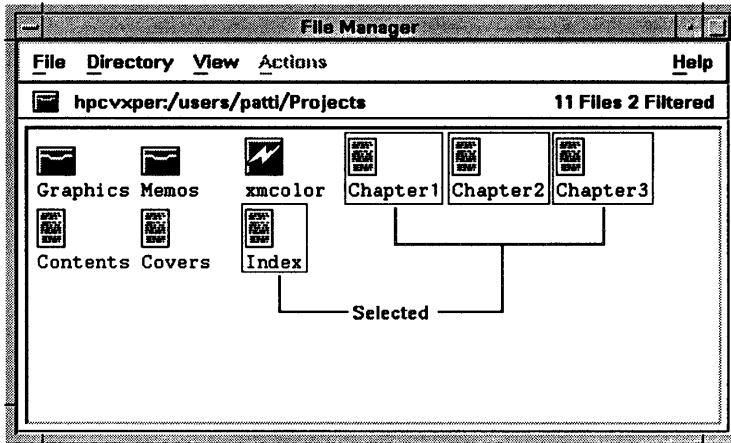 File Manager
File Directory View Actions Help
hpcvxper:/users/patti/Projects 11 Files 2 Filtered
Graphics Memos xmcolor Chapter1 Chapter2 Chapter3
Contents Covers Index
Selected